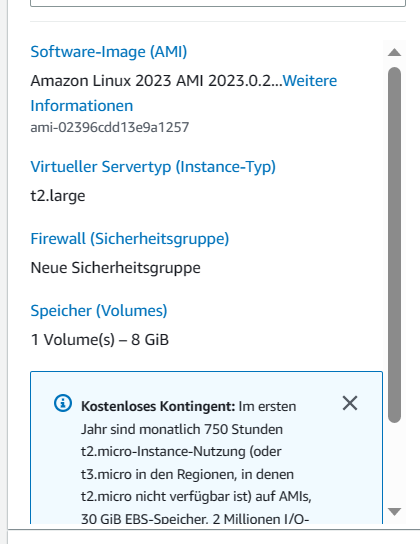 Software-Image (AMI)
Amazon Linux 2023 AMI 2023.0.2...Weitere
Informationen
ami-02396cdd13e9a1257
Virtueller Servertyp (Instance-Typ)
t2.large
Firewall (Sicherheitsgruppe)
Neue Sicherheitsgruppe
Speicher (Volumes)
1 Volume(s) – 8 GiB
Kostenloses Kontingent: Im ersten
Jahr sind monatlich 750 Stunden
t2.micro-Instance-Nutzung (oder
t3.micro in den Regionen, in denen
t2.micro nicht verfügbar ist) auf AMIs,
30 GiB EBS-Speicher, 2 Millionen I/O-